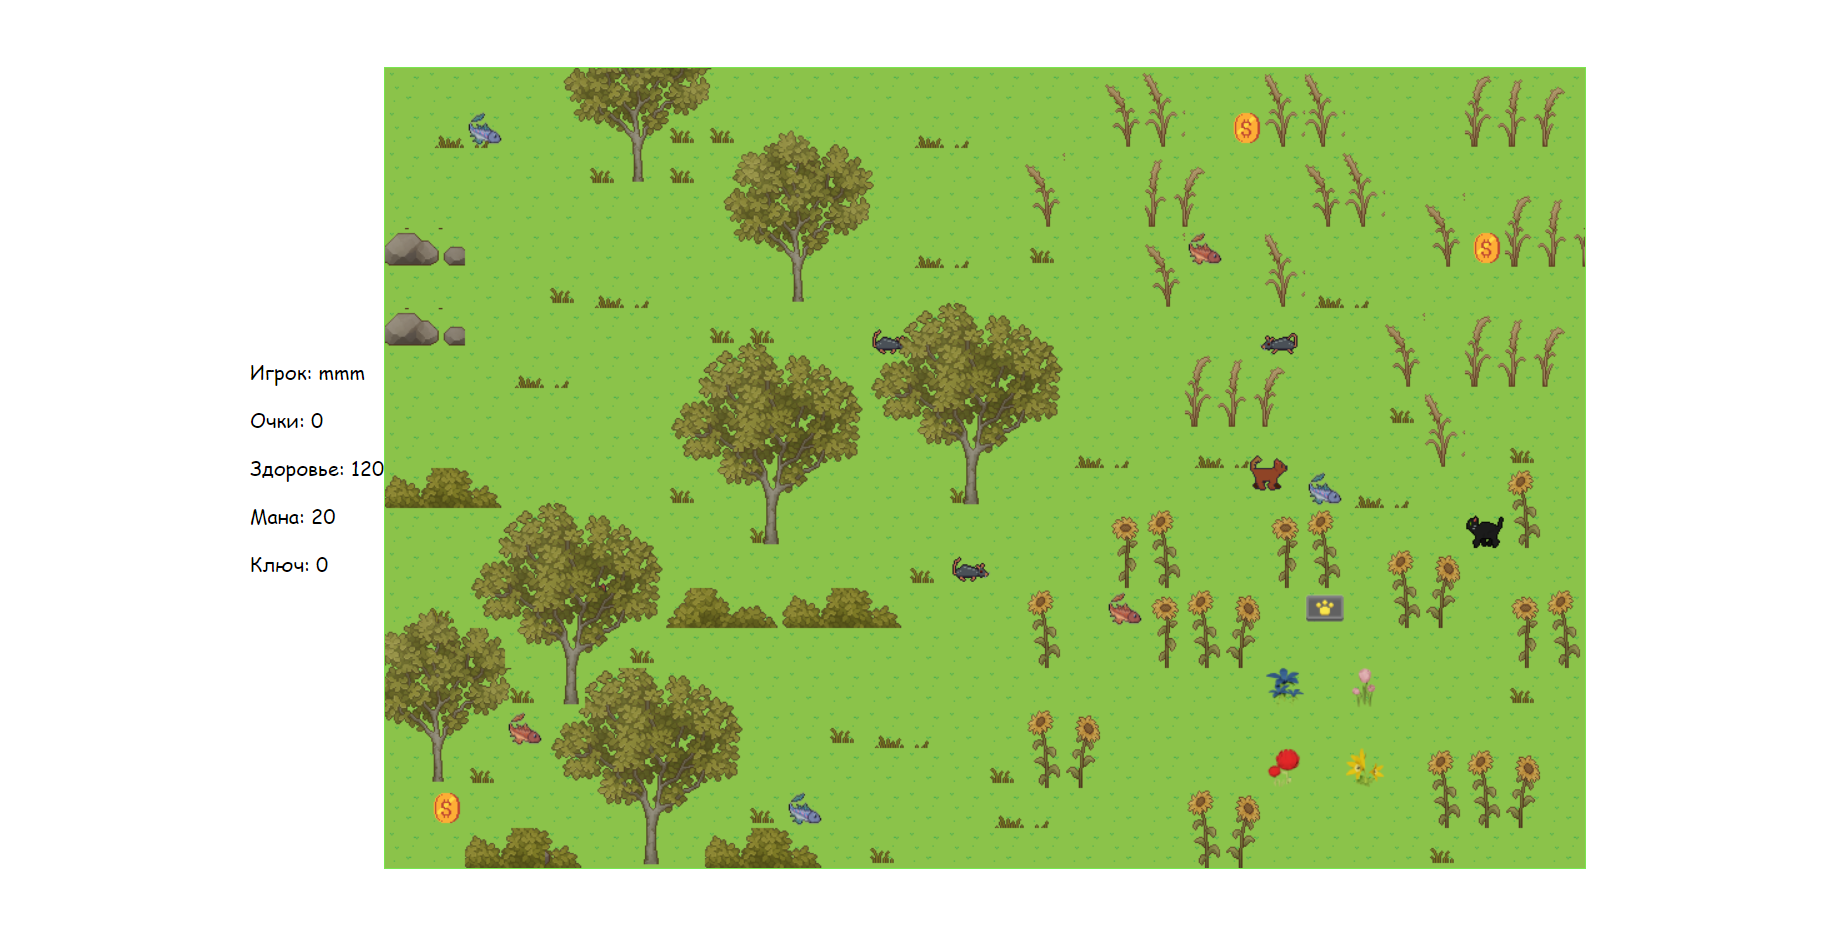 Игрок: mmm
Очки: 0
Здоровье: 120
Мана: 20
Ключ: 0